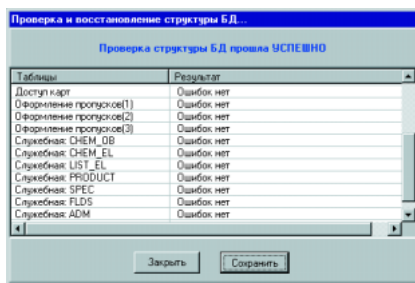 Проверка и восстановление структуры БД...
Проверка структуры БД прошла УСПЕШНО
Таблицы Результат
Доступ карт Ошибок нет
Оформление пропусков(1) Ошибок нет
Оформление пропусков(2) Ошибок нет
Оформление пропусков(3) Ошибок нет
Служебная: CHEM_OB Ошибок нет
Служебная: CHEM_EL Ошибок нет
Служебная: LIST_EL Ошибок нет
Служебная: PRODUCT Ошибок нет
Служебная: SPEC Ошибок нет
Служебная: FLDS Ошибок нет
Служебная: ADM Ошибок нет
Закрыть Сохранить